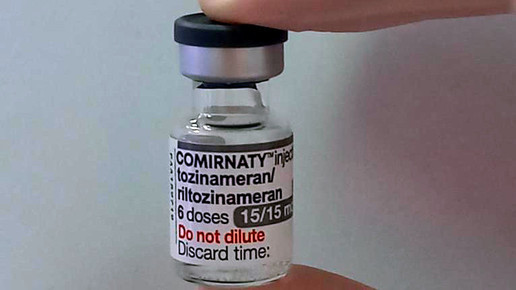 COMIRNATY™ injec
tozinameran/
riltozinameran
6 doses 15/15 m
Do not dilute
Discard time: